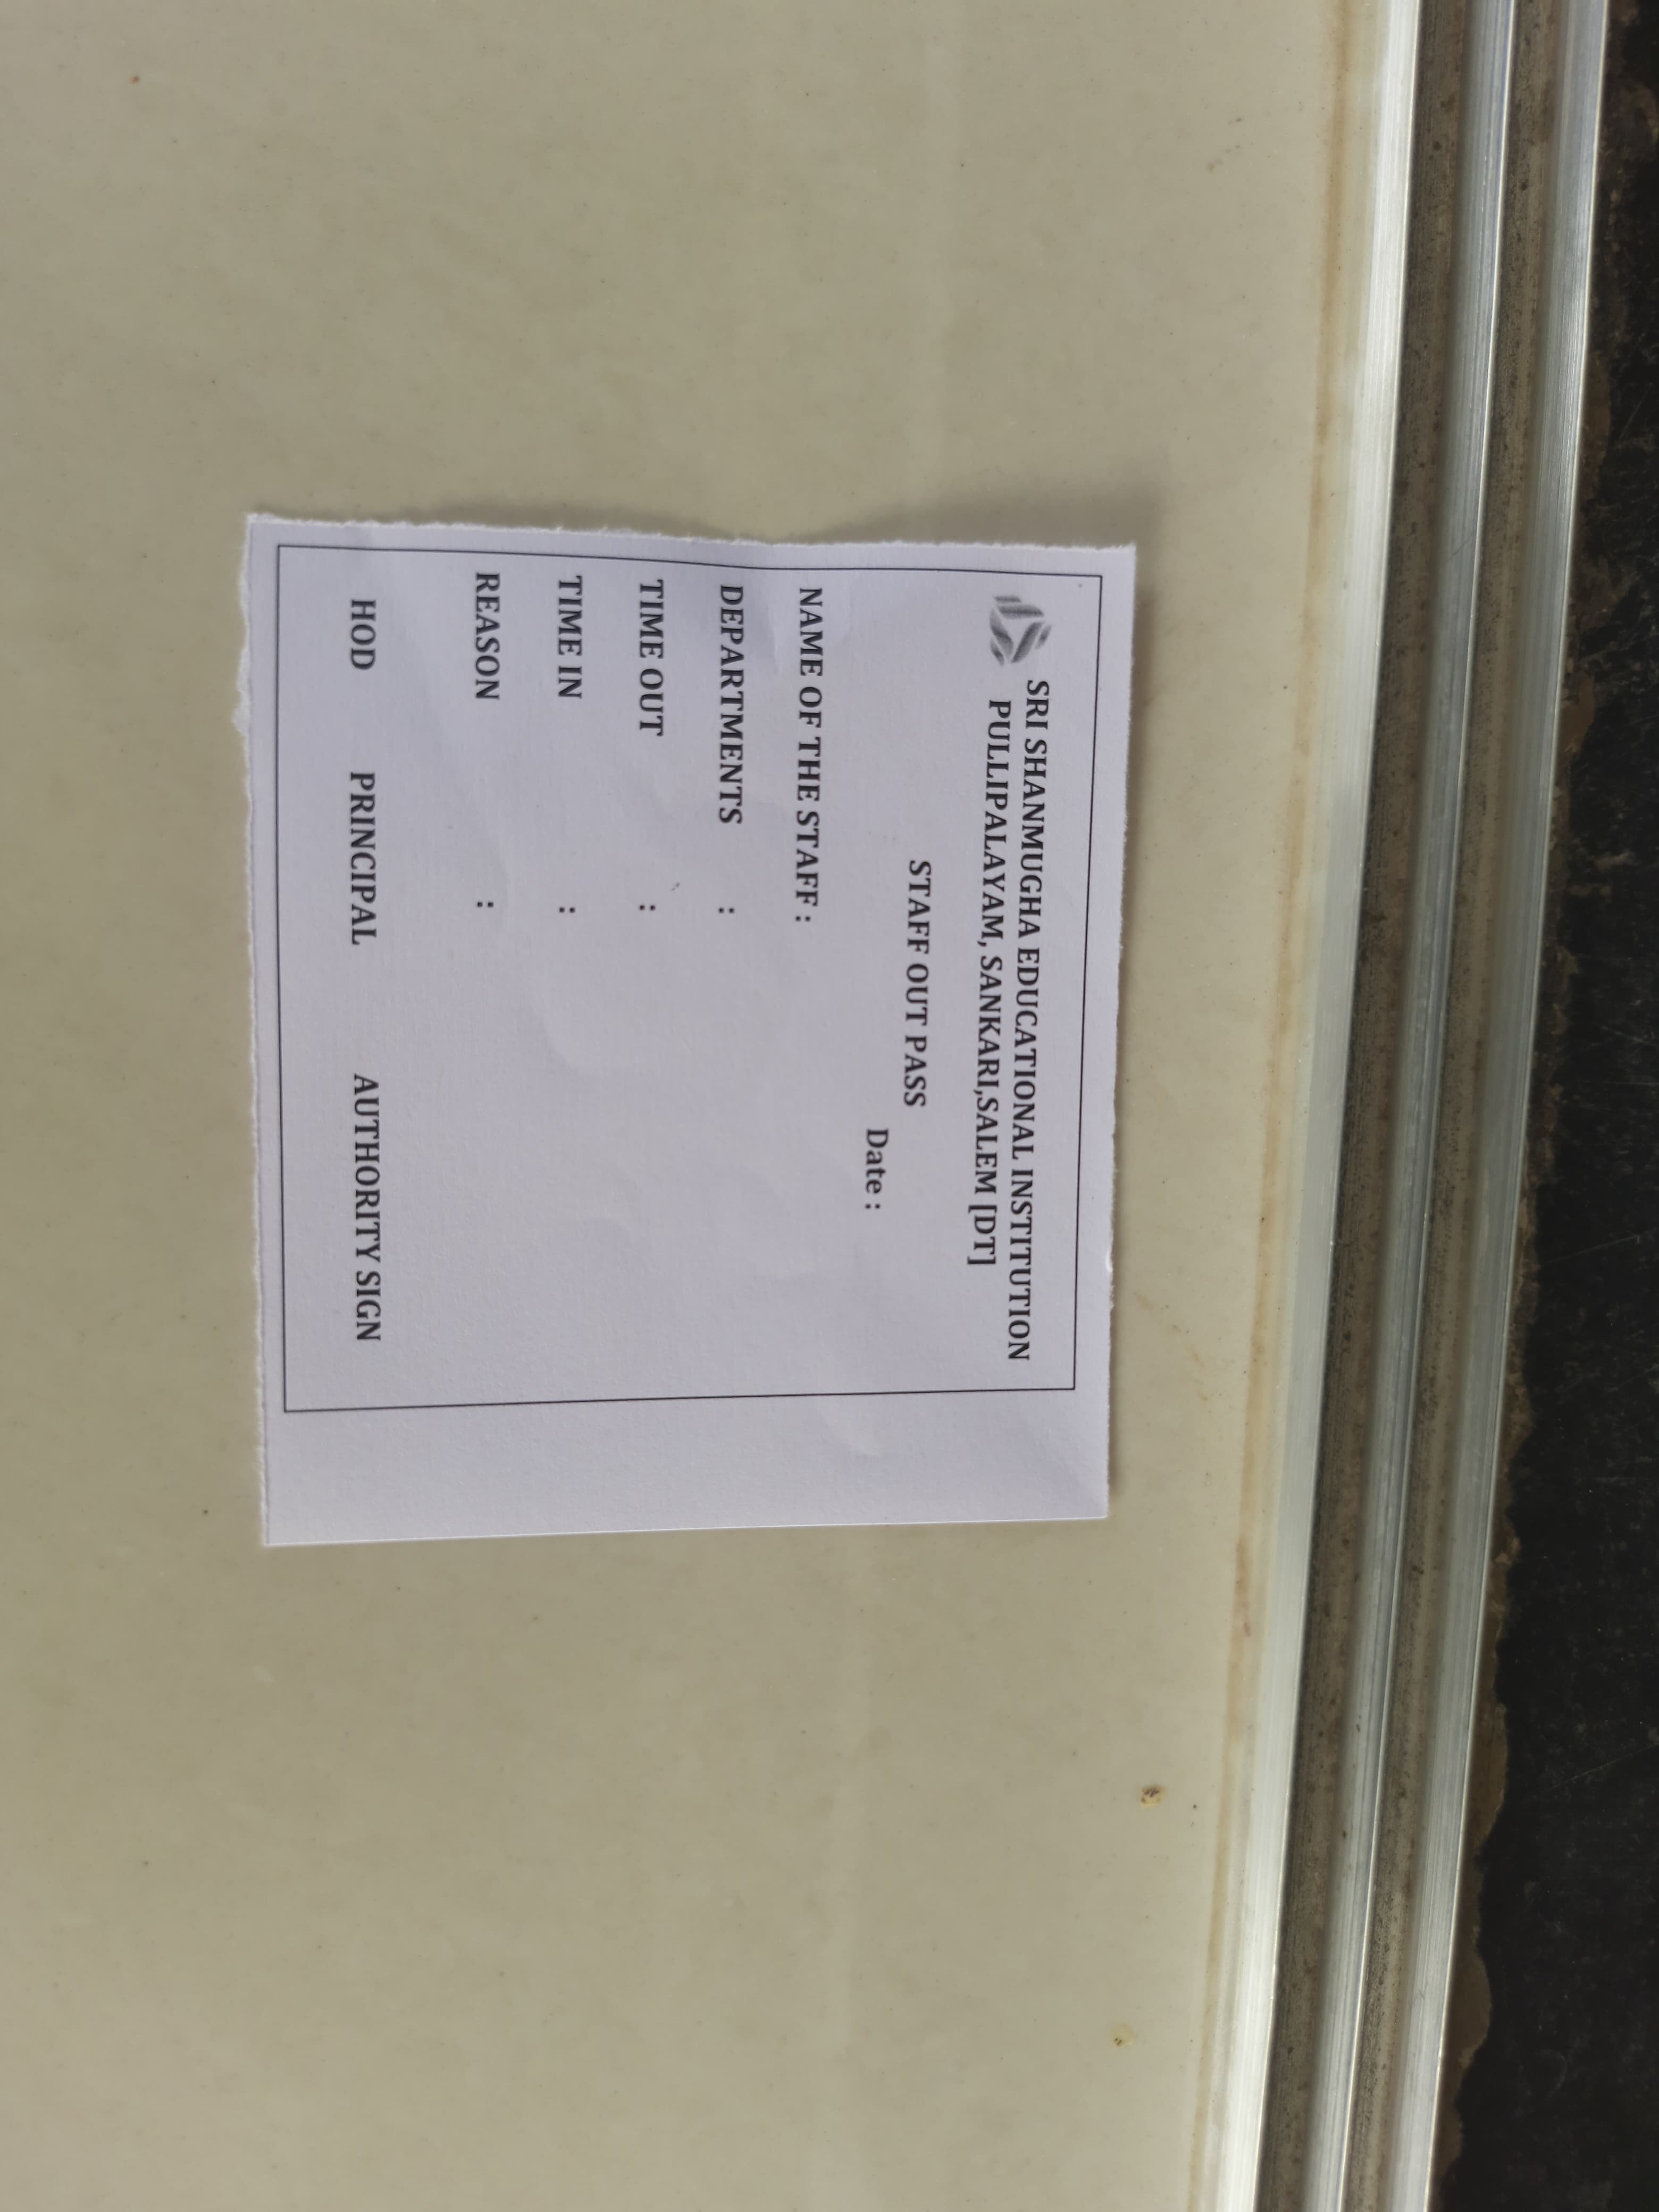 SRI SHANMUGHA EDUCATIONAL INSTITUTION
PULLIPALAYAM, SANKARI,SALEM [DT]
STAFF OUT PASS
Date :
NAME OF THE STAFF :
DEPARTMENTS :
TIME OUT :
TIME IN :
REASON :
HOD PRINCIPAL AUTHORITY SIGN